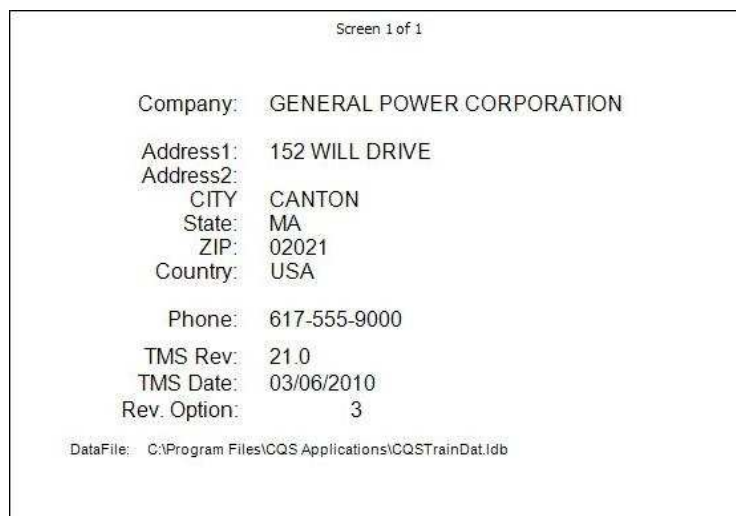 Screen 1 of 1
Company: GENERAL POWER CORPORATION
Address1: 152 WILL DRIVE
Address2:
CITY CANTON
State: MA
ZIP: 02021
Country: USA
Phone: 617-555-9000
TMS Rev: 21.0
TMS Date: 03/06/2010
Rev. Option: 3
DataFile: C:\Program Files\CQS Applications\CQSTrainDat.ldb